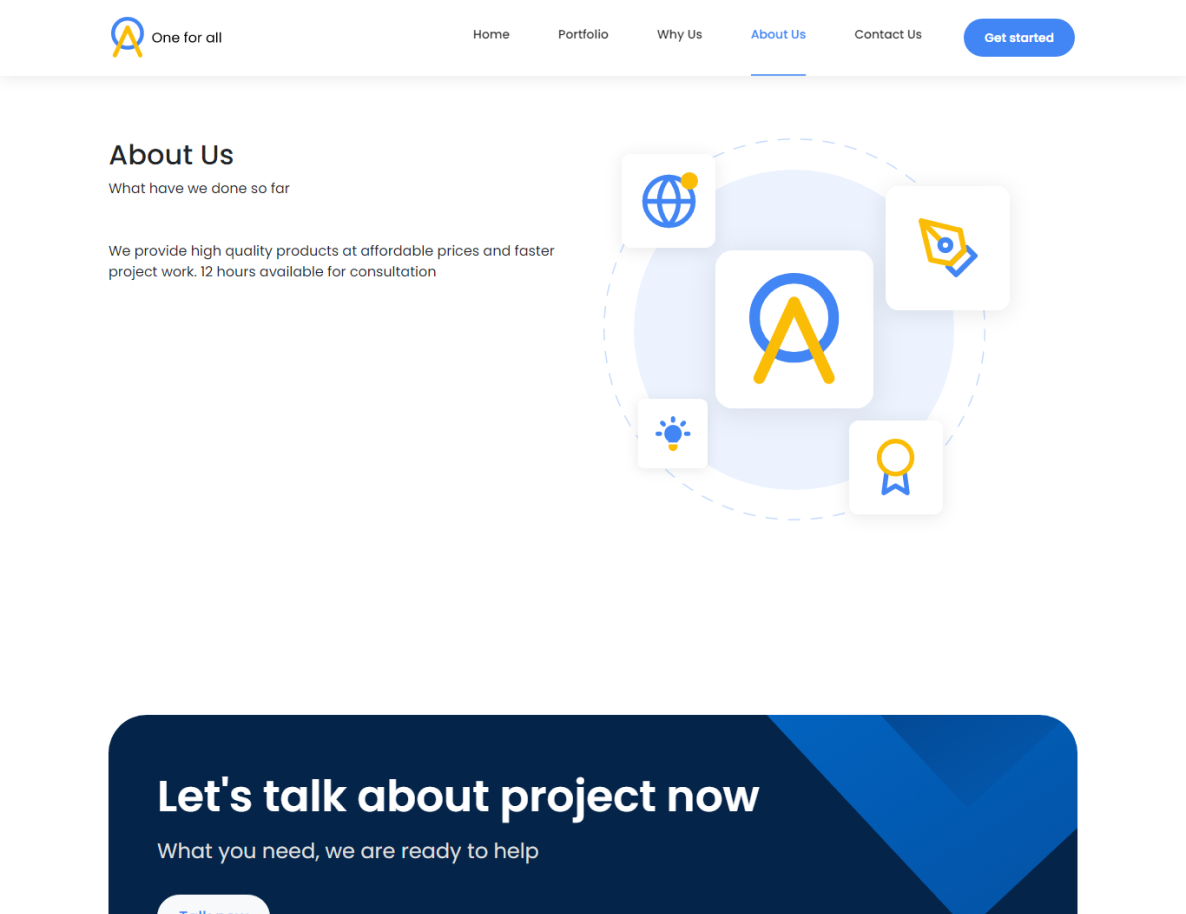 One for all
Home
Portfolio
Why Us
About Us
Contact Us
Get started
About Us
What have we done so far
We provide high quality products at affordable prices and faster
project work. 12 hours available for consultation
Let's talk about project now
What you need, we are ready to help
Talk now